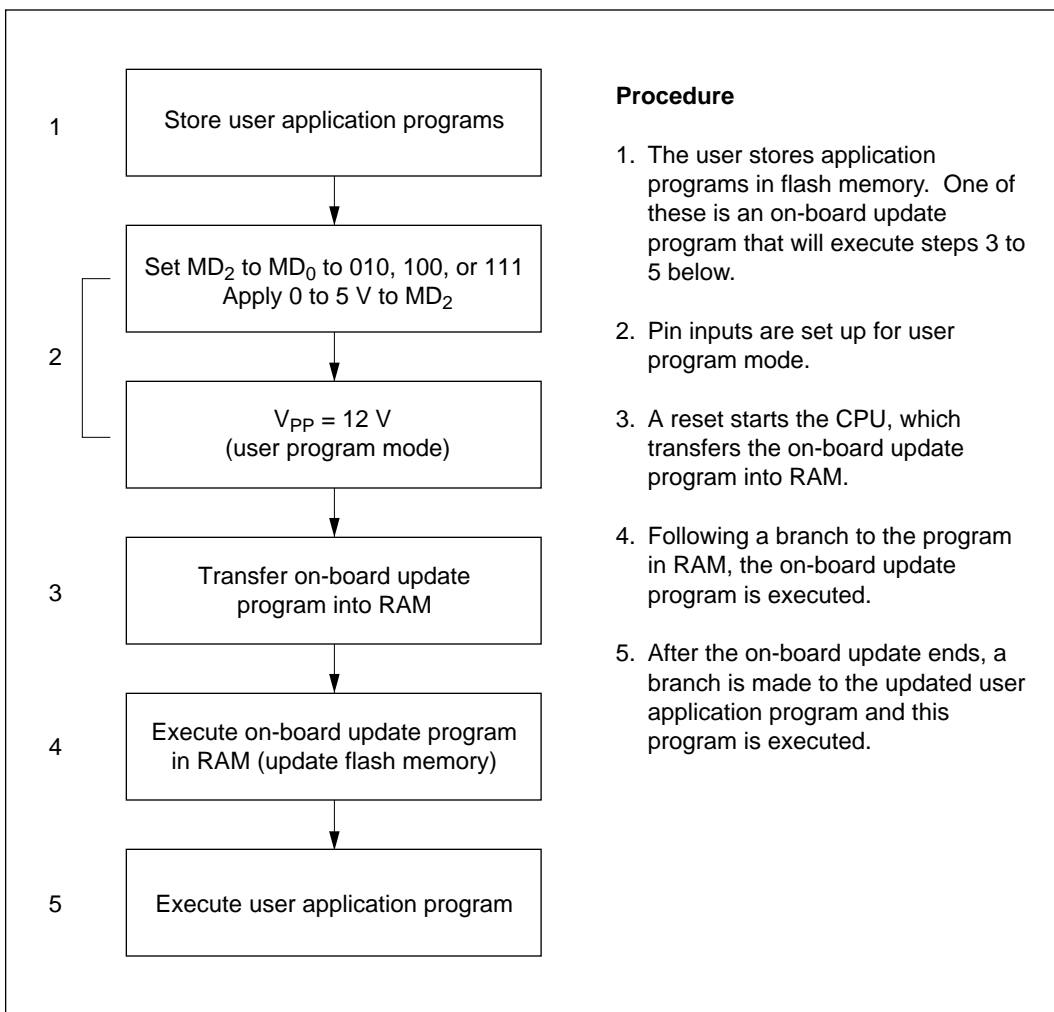 1
Store user application programs
Set MD2 to MD0 to 010, 100, or 111
Apply 0 to 5 V to MD2
2
VPP = 12 V
(user program mode)
3
Transfer on-board update
program into RAM
4
Execute on-board update program
in RAM (update flash memory)
5
Execute user application program
Procedure
1. The user stores application
programs in flash memory. One of
these is an on-board update
program that will execute steps 3 to
5 below.
2. Pin inputs are set up for user
program mode.
3. A reset starts the CPU, which
transfers the on-board update
program into RAM.
4. Following a branch to the program
in RAM, the on-board update
program is executed.
5. After the on-board update ends, a
branch is made to the updated user
application program and this
program is executed.